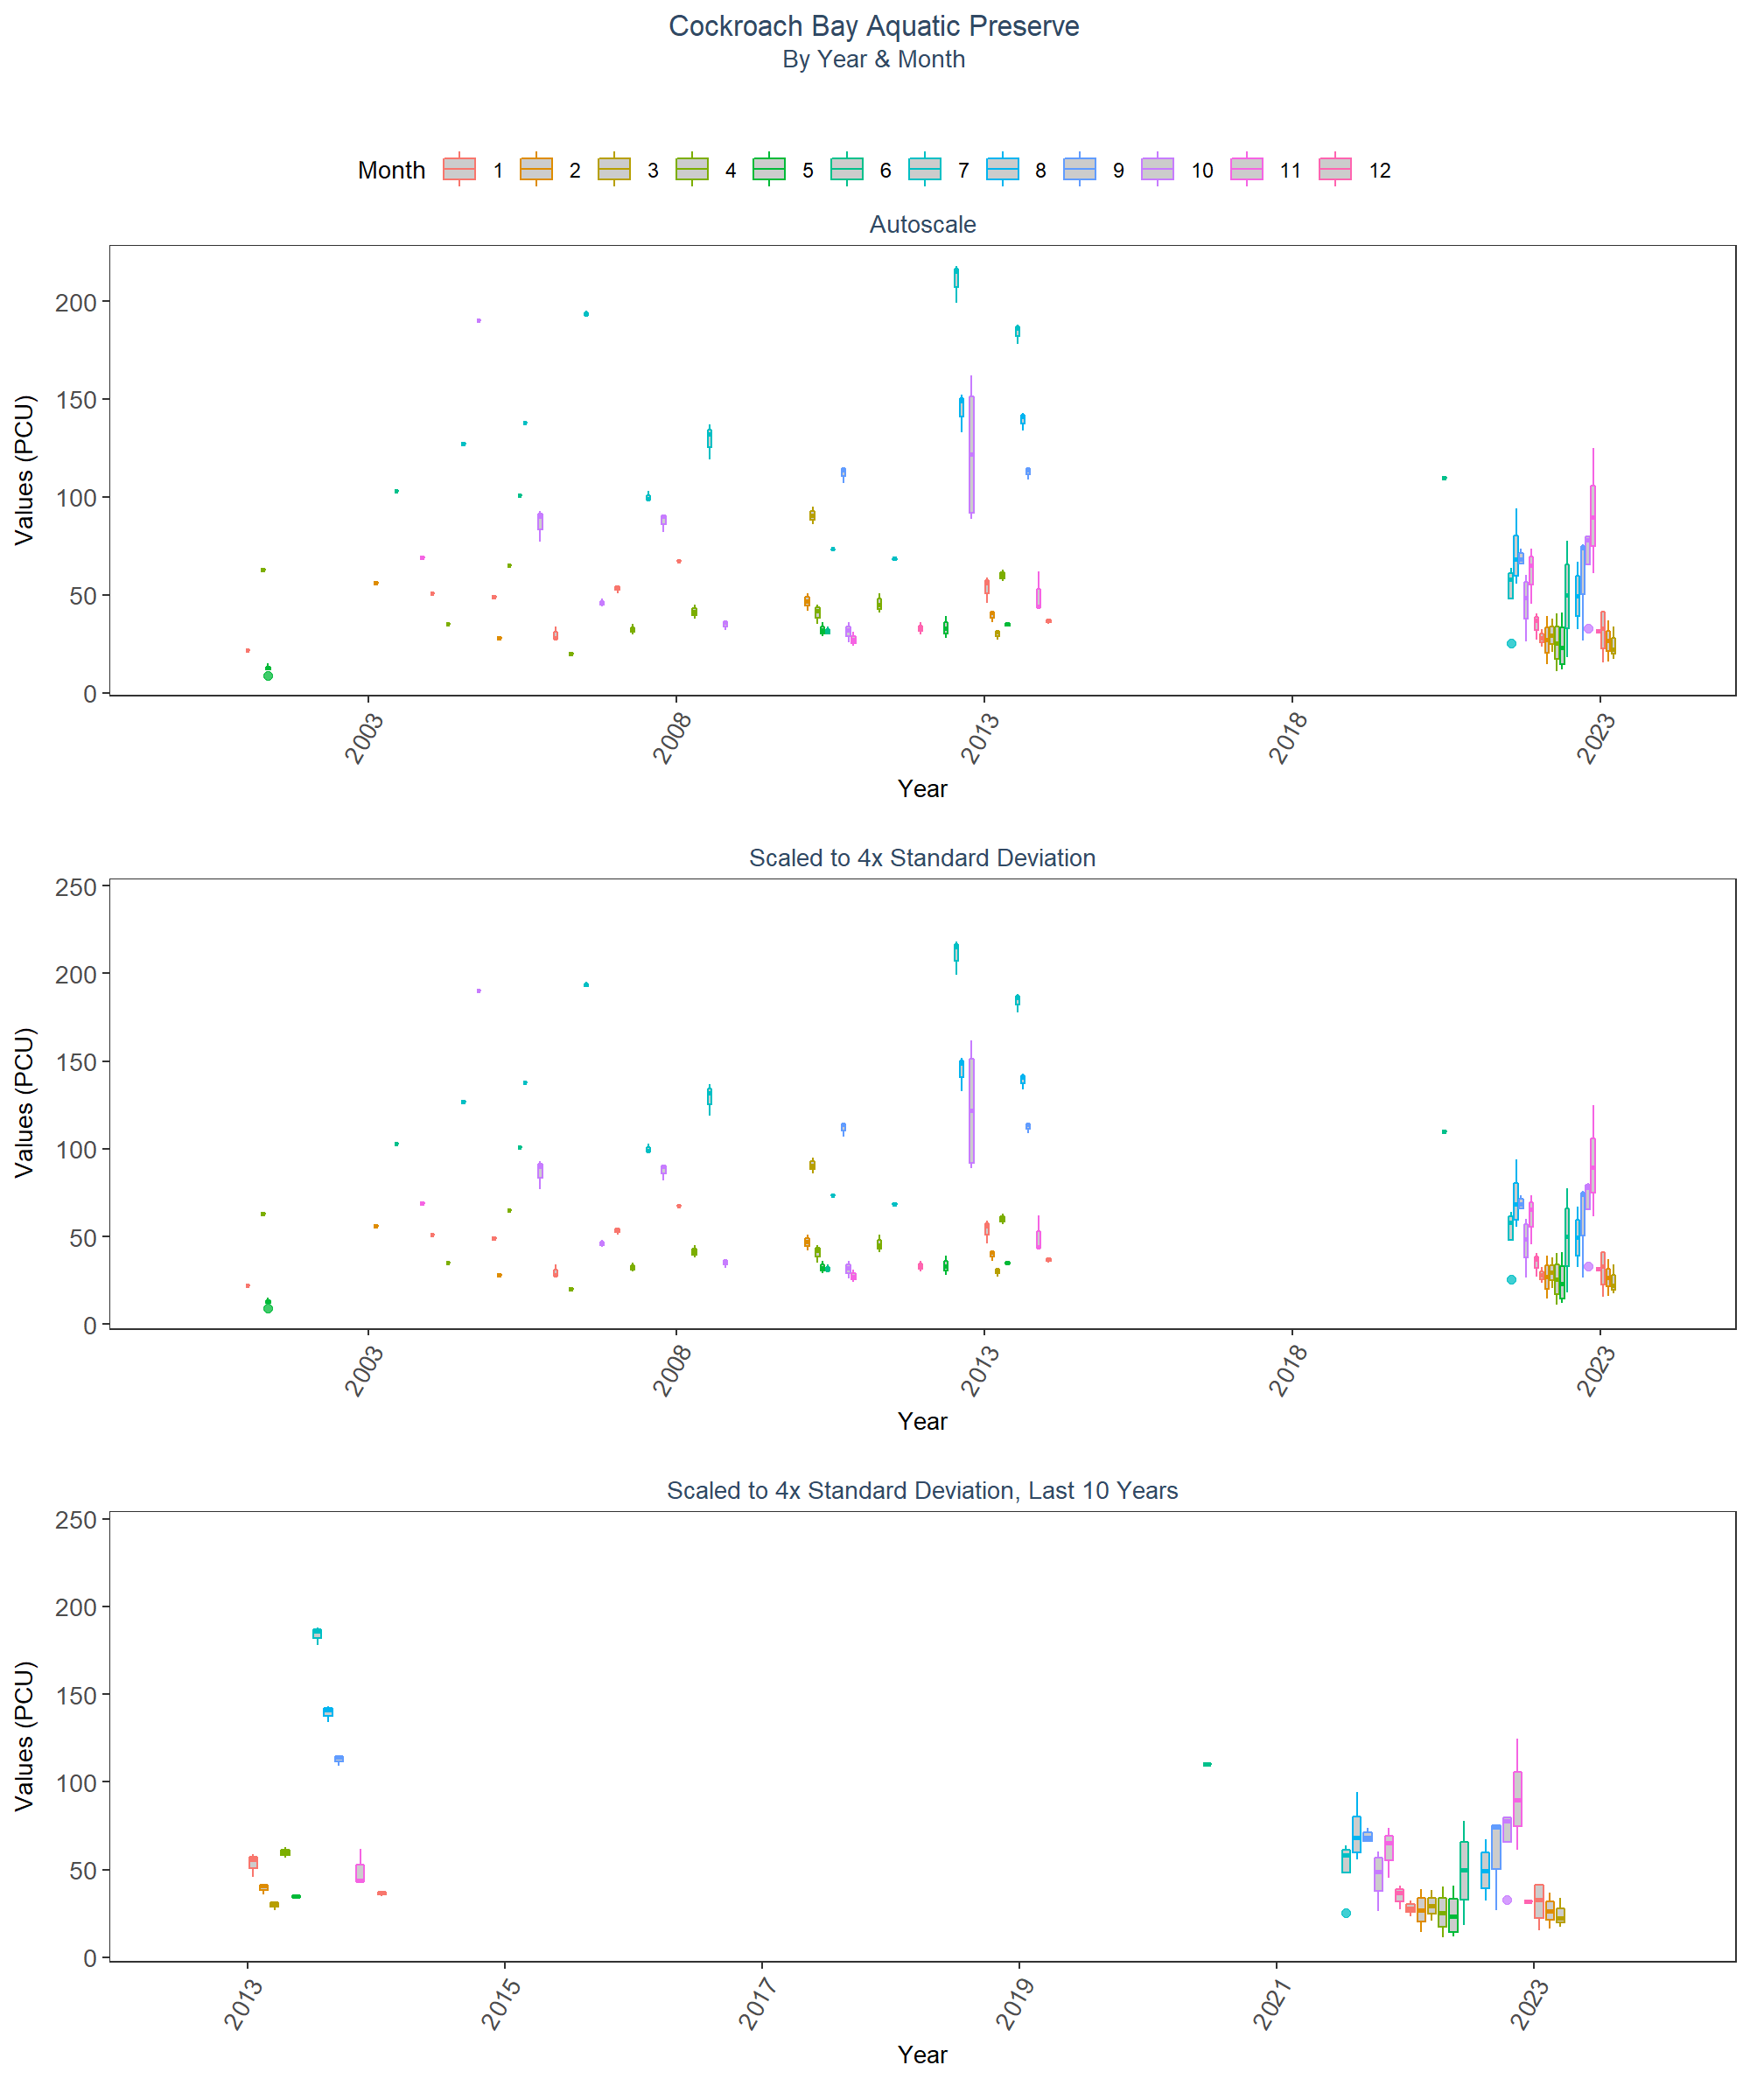 Cockroach Bay Aquatic Preserve
By Year & Month
Month 1 2 3 4 5 6 7 8 9 10 11 12
Autoscale
200
150
100
50
0
Values (PCU)
2003 2008 2013 2018 2023
Year
Scaled to 4x Standard Deviation
250
200
150
100
50
0
Values (PCU)
2003 2008 2013 2018 2023
Year
Scaled to 4x Standard Deviation, Last 10 Years
250
200
150
100
50
0
Values (PCU)
2013 2015 2017 2019 2021 2023
Year